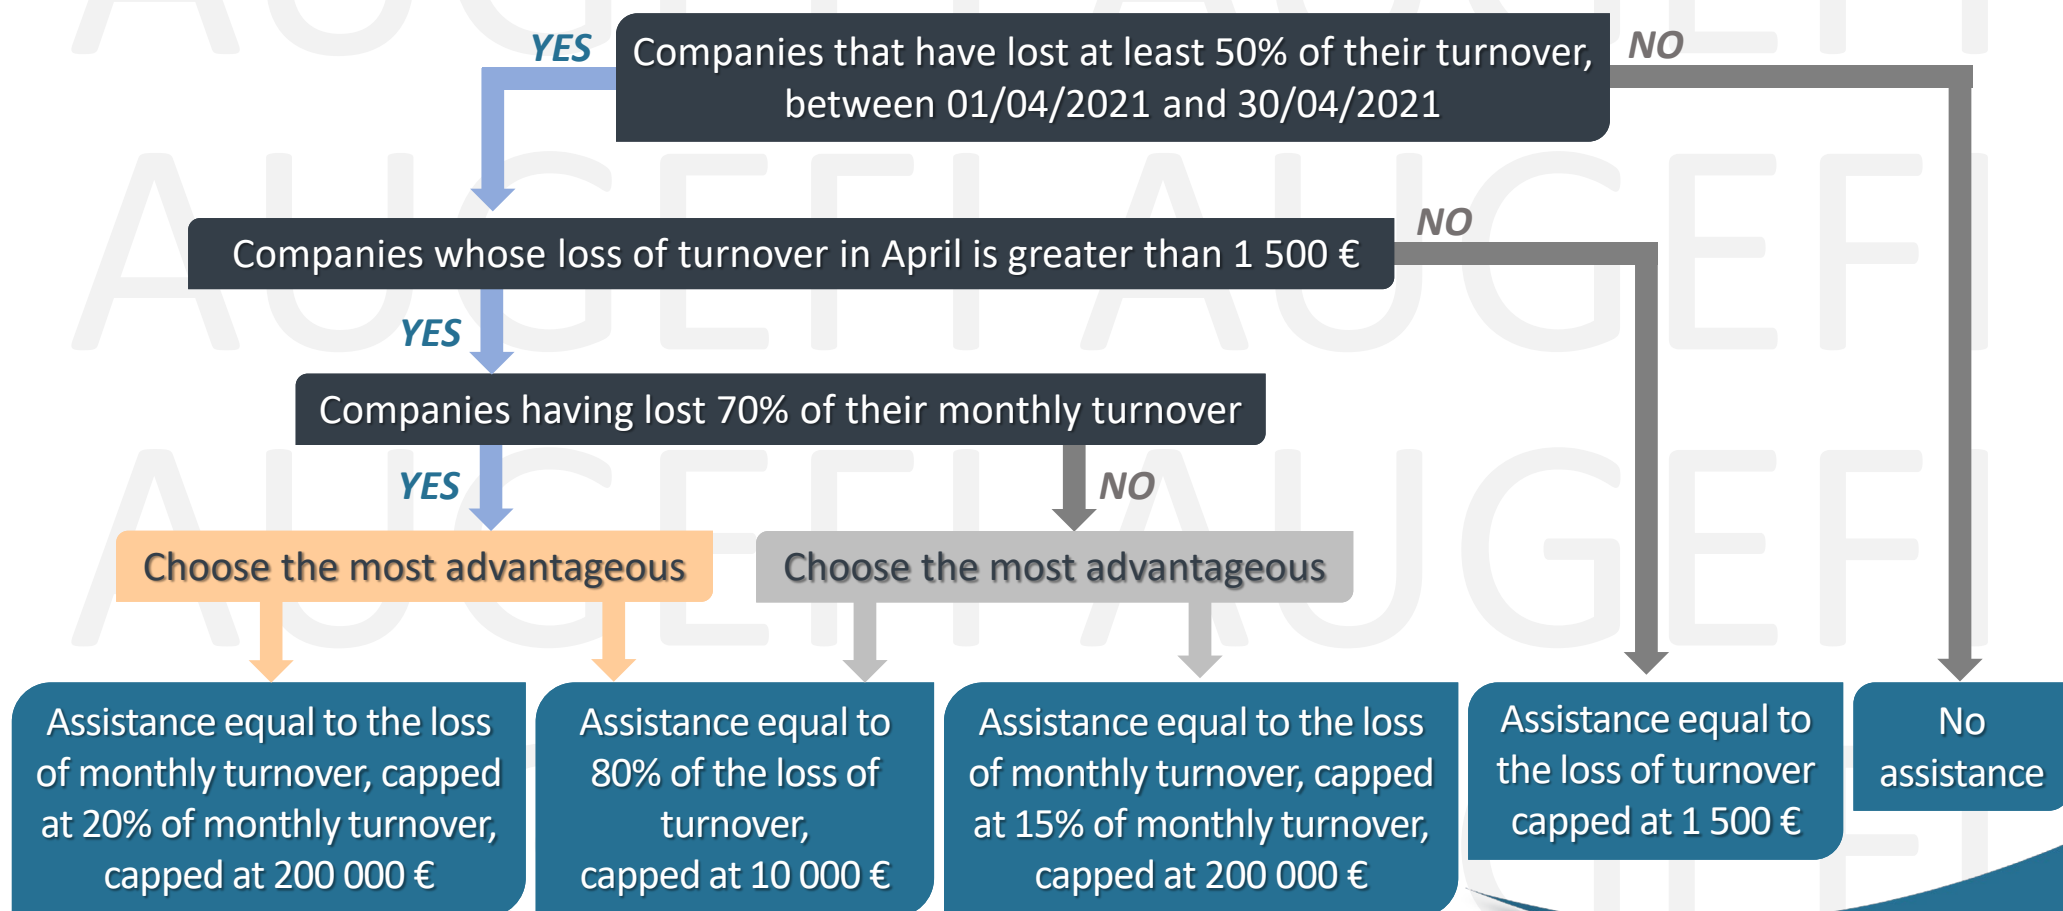 AUGEFI AUGEFI
YES
Companies that have lost at least 50% of their turnover,
between 01/04/2021 and 30/04/2021
NO
AUGEFI AUGEFI
Companies whose loss of turnover in April is greater than 1 500 €
NO
YES
Companies having lost 70% of their monthly turnover
AUGEFI AUGEFI
YES
NO
Choose the most advantageous
Choose the most advantageous
Assistance equal to the loss
of monthly turnover, capped
at 20% of monthly turnover,
capped at 200 000 €
Assistance equal to
80% of the loss of
turnover,
capped at 10 000 €
Assistance equal to the loss
of monthly turnover, capped
at 15% of monthly turnover,
capped at 200 000 €
Assistance equal to
the loss of turnover
capped at 1 500 €
No
assistance